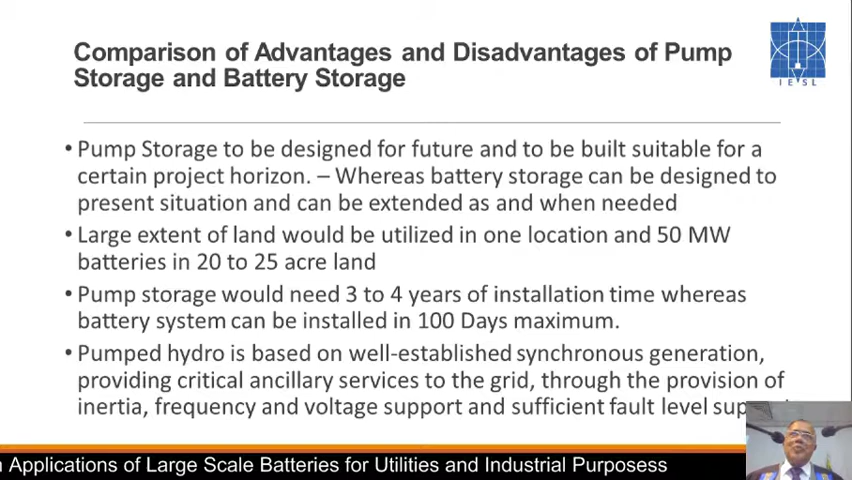 Comparison of Advantages and Disadvantages of Pump
Storage and Battery Storage
I E S L
• Pump Storage to be designed for future and to be built suitable for a
certain project horizon. – Whereas battery storage can be designed to
present situation and can be extended as and when needed
• Large extent of land would be utilized in one location and 50 MW
batteries in 20 to 25 acre land
• Pump storage would need 3 to 4 years of installation time whereas
battery system can be installed in 100 Days maximum.
• Pumped hydro is based on well-established synchronous generation,
providing critical ancillary services to the grid, through the provision of
inertia, frequency and voltage support and sufficient fault level
Applications of Large Scale Batteries for Utilities and Industrial Purposess